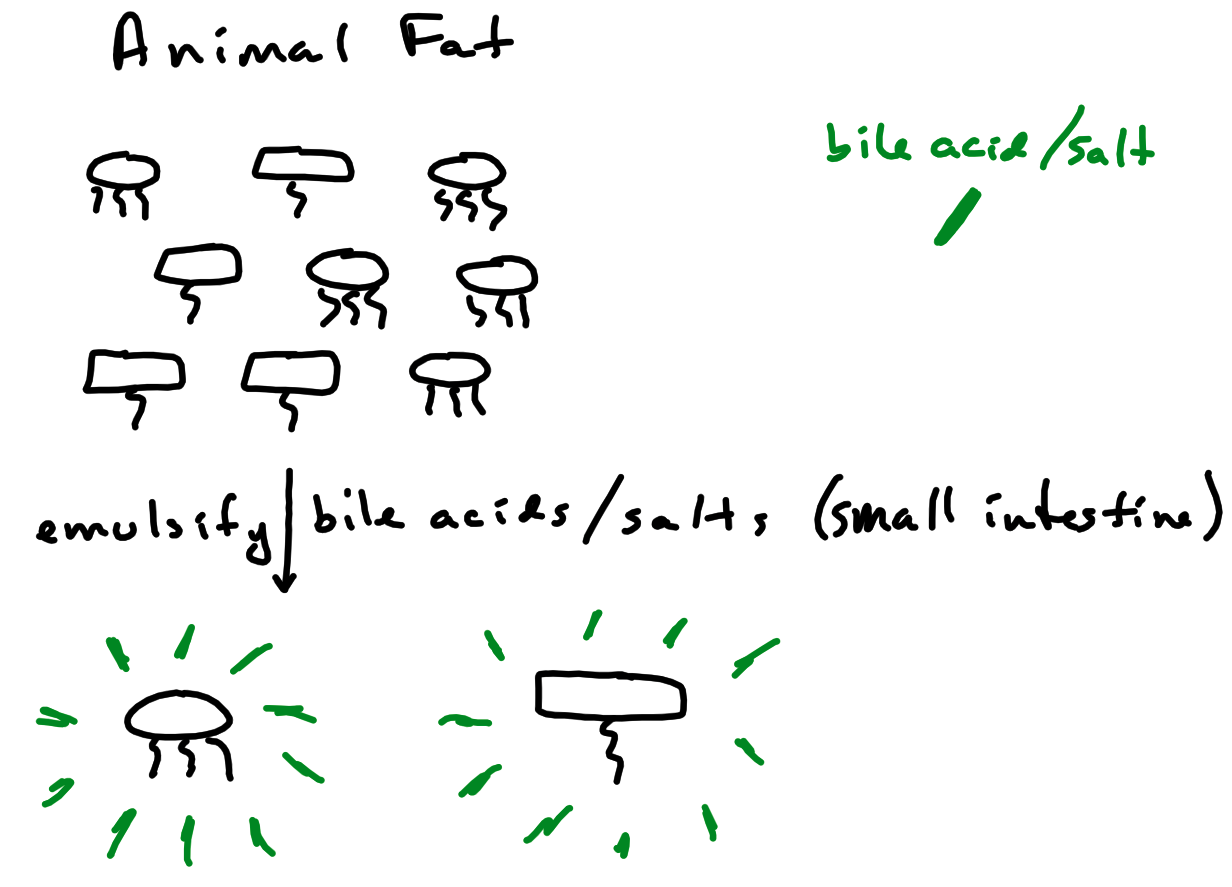 Animal Fat
bile acid/salt
emulsify bile acids/salts (small intestine)